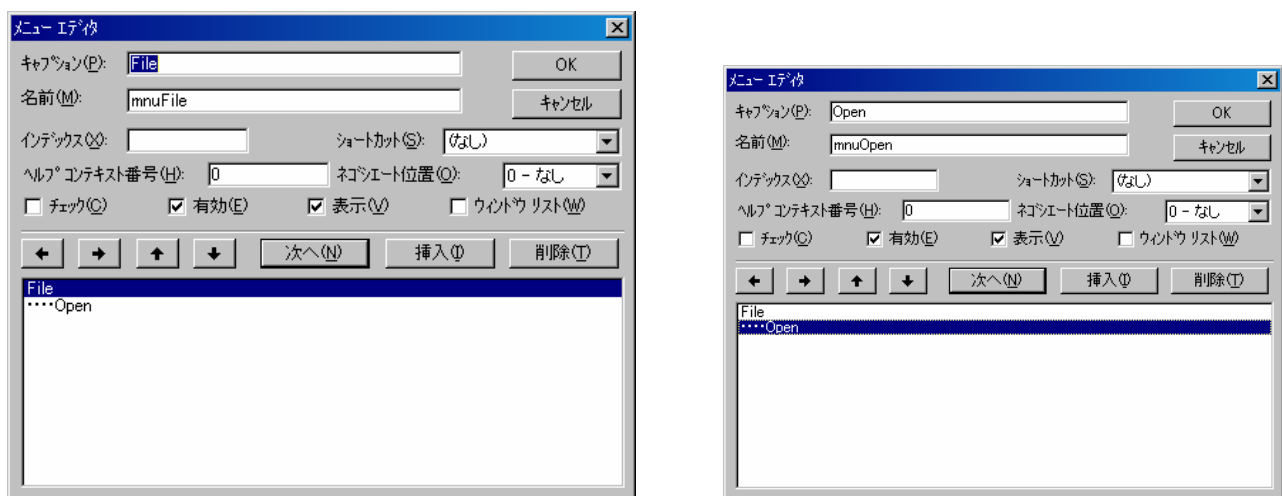 メニュー エディタ
キャプション(P): File OK
名前(M): mnuFile キャンセル
インデックス(X): ショートカット(S): (なし)
ヘルプ コンテキスト番号(H): 0 ネゴシエート位置(O): 0 - なし
チェック(C) 有効(E) 表示(V) ウィンドウ リスト(W)
次へ(N) 挿入(I) 削除(T)
File
････Open
メニュー エディタ
キャプション(P): Open OK
名前(M): mnuOpen キャンセル
インデックス(X): ショートカット(S): (なし)
ヘルプ コンテキスト番号(H): 0 ネゴシエート位置(O): 0 - なし
チェック(C) 有効(E) 表示(V) ウィンドウ リスト(W)
次へ(N) 挿入(I) 削除(T)
File
････Open